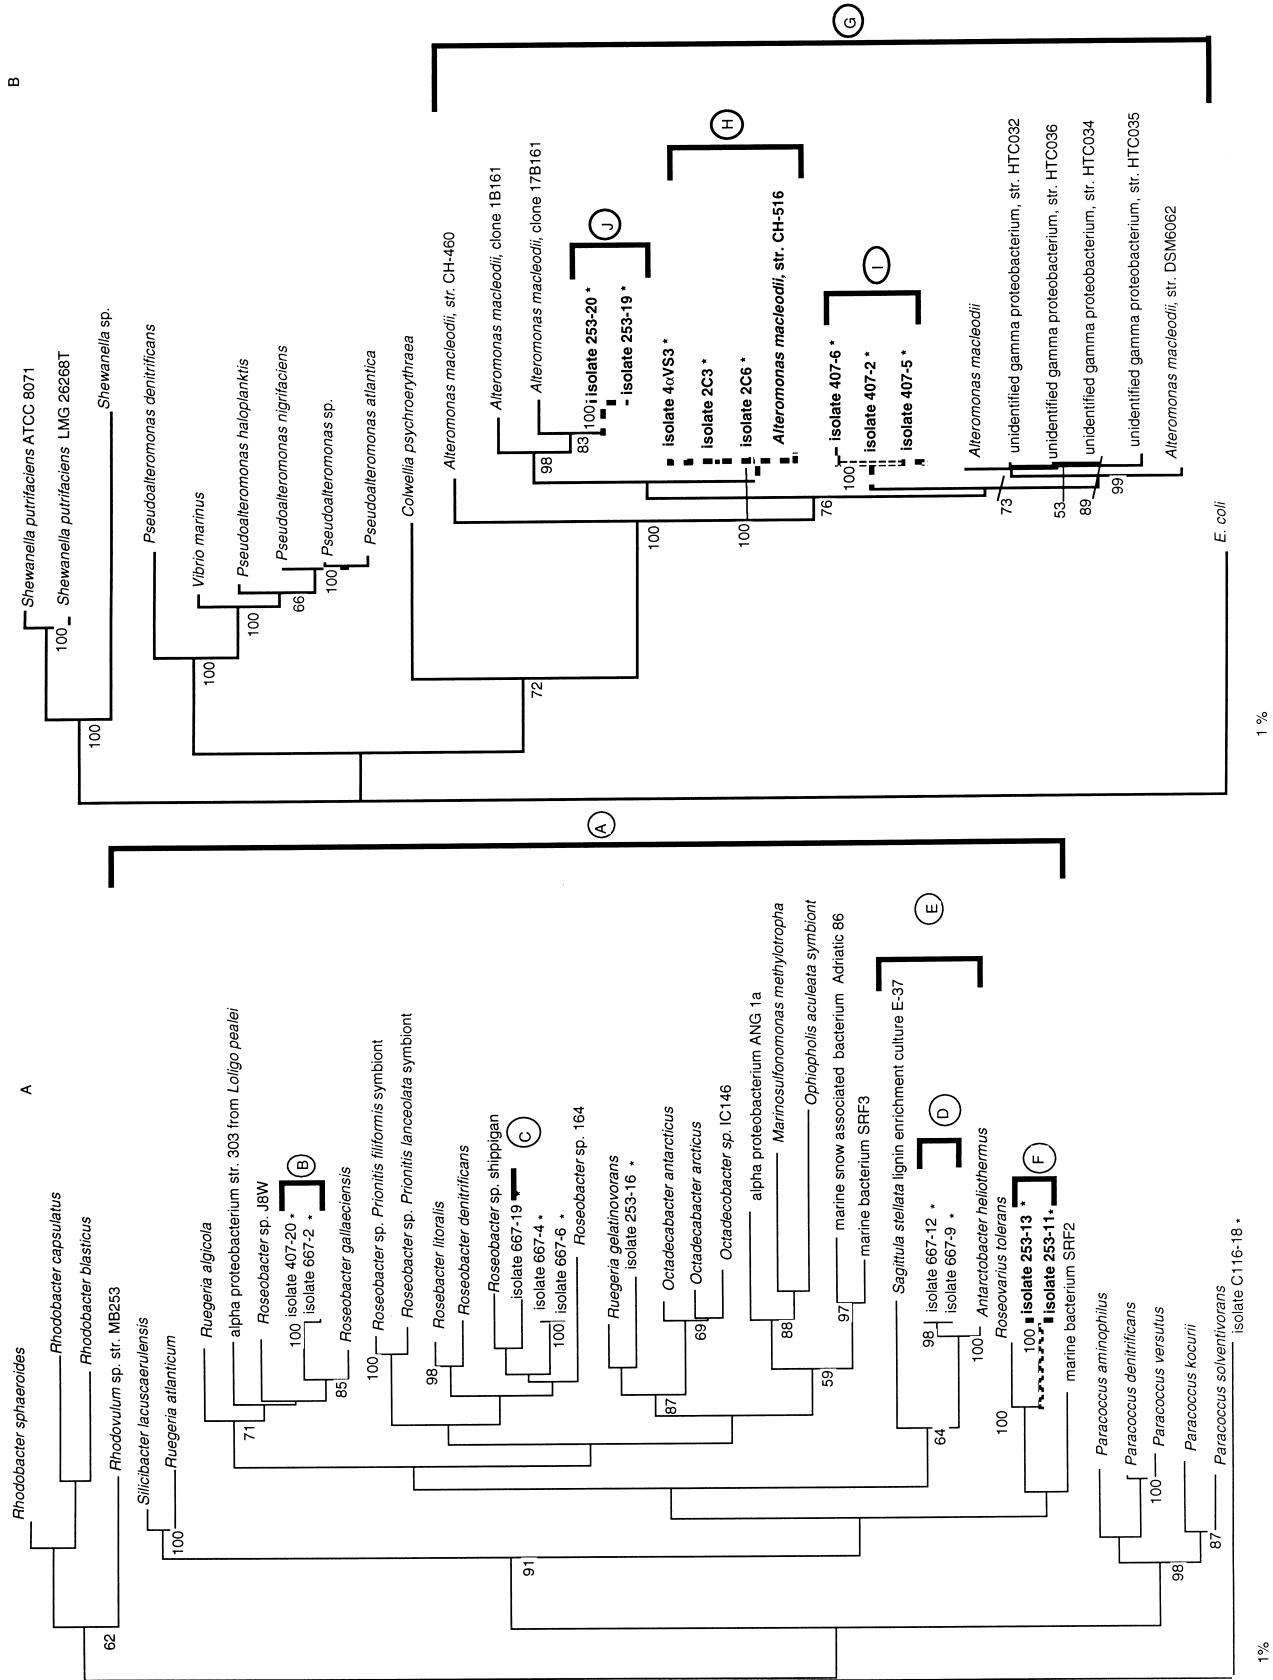 A
Rhodobacter sphaeroides
Rhodobacter capsulatus
Rhodobacter blasticus
Rhodovulum sp. str. MB253
62
Silicibacter lacuscaerulensis
Ruegeria atlanticum
100
91
Ruegeria algicola
alpha proteobacterium str. 303 from Loligo pealei
Roseobacter sp. J8W
71
isolate 407-20 *
isolate 667-2 *
100
B
Roseobacter gallaeciensis
85
Roseobacter sp. Prionitis filiformis symbiont
Roseobacter sp. Prionitis lanceolata symbiont
100
Rosebacter litoralis
Roseobacter denitrificans
98
Roseobacter sp. shippigan
isolate 667-19 *
isolate 667-4 *
isolate 667-6 *
100
C
Roseobacter sp. 164
Ruegeria gelatinovorans
isolate 253-16 *
87
Octadecabacter antarcticus
Octadecabacter arcticus
Octadecobacter sp. IC146
69
alpha proteobacterium ANG 1a
Marinosulfonomonas methylotropha
Ophiopholis aculeata symbiont
88
marine snow associated bacterium Adriatic 86
marine bacterium SRF3
97
59
Sagittula stellata lignin enrichment culture E-37
isolate 667-12 *
isolate 667-9 *
98
D
E
Antarctobacter heliothermus
100
64
Roseovarius tolerans
isolate 253-13 *
isolate 253-11*
100
F
100
marine bacterium SRF2
A
Paracoccus aminophilus
Paracoccus denitrificans
Paracoccus versutus
100
Paracoccus kocurii
Paracoccus solventivorans
87
98
isolate C116-18 *
1%
B
Shewanella putrifaciens ATCC 8071
Shewanella putrifaciens LMG 26268T
100
Shewanella sp.
100
Pseudoalteromonas denitrificans
Vibrio marinus
100
Pseudoalteromonas haloplanktis
100
Pseudoalteromonas nigrifaciens
66
Pseudoalteromonas sp.
100
Pseudoalteromonas atlantica
Colwellia psychroerythraea
72
Alteromonas macleodii, str. CH-460
100
Alteromonas macleodii, clone 1B161
Alteromonas macleodii, clone 17B161
98
83
100
isolate 253-20 *
isolate 253-19 *
J
isolate 4αVS3 *
isolate 2C3 *
isolate 2C6 *
Alteromonas macleodii, str. CH-516
100
H
76
isolate 407-6 *
isolate 407-2 *
isolate 407-5 *
100
I
Alteromonas macleodii
unidentified gamma proteobacterium, str. HTC032
unidentified gamma proteobacterium, str. HTC036
unidentified gamma proteobacterium, str. HTC034
unidentified gamma proteobacterium, str. HTC035
Alteromonas macleodii, str. DSM6062
73
53
89
99
G
E. coli
1 %